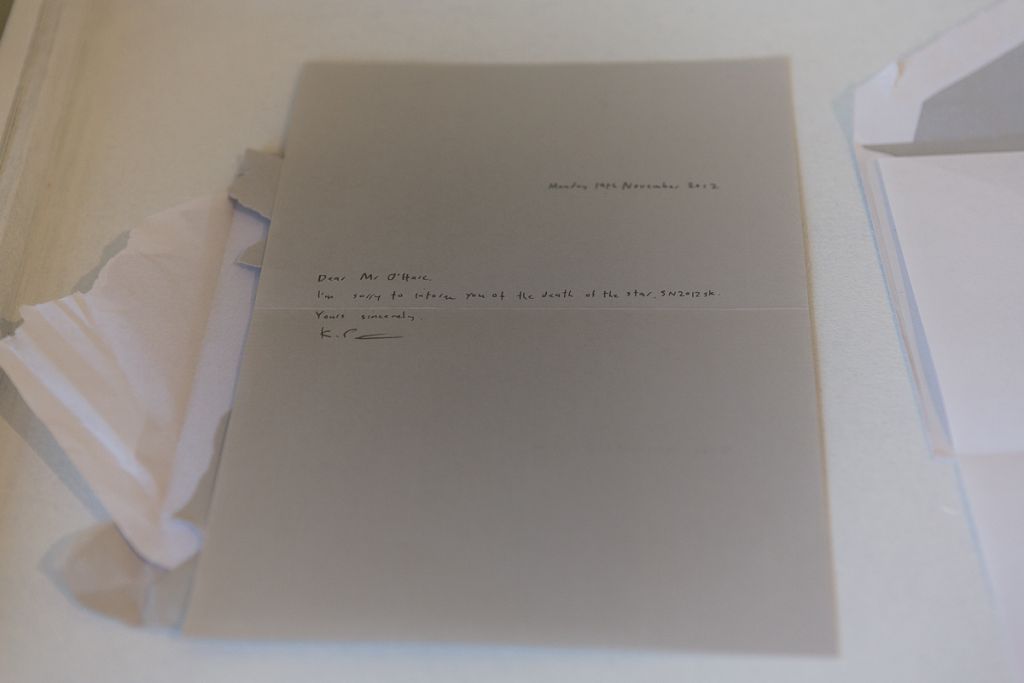 Monday 19th November 2012
Dear Mr O'Hare,
I'm sorry to inform you of the death of the star
Yours sincerely,